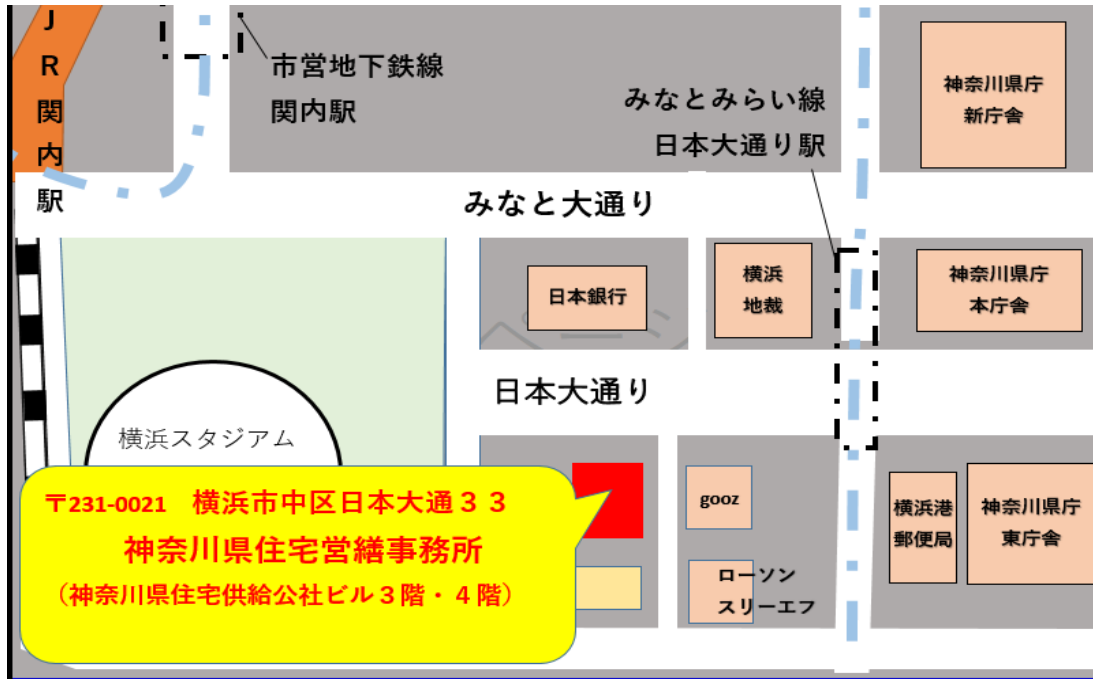 JR関内駅
市営地下鉄線
関内駅
みなとみらい線
日本大通り駅
神奈川県庁
新庁舎
みなと大通り
日本銀行
横浜
地裁
神奈川県庁
本庁舎
日本大通り
横浜スタジアム
〒231-0021 横浜市中区日本大通３３
神奈川県住宅営繕事務所
（神奈川県住宅供給公社ビル３階・４階）
gooz
ローソン
スリーエフ
横浜港
郵便局
神奈川県庁
東庁舎